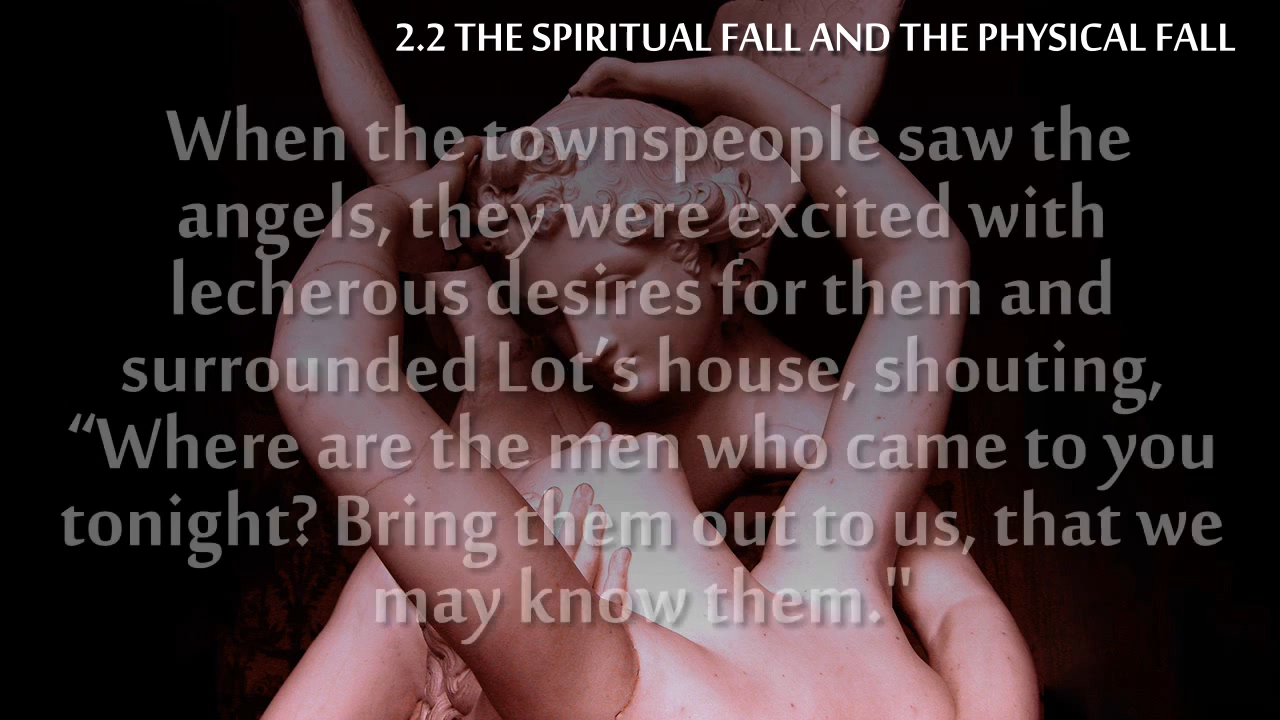 2.2 THE SPIRITUAL FALL AND THE PHYSICAL FALL
When the townspeople saw the
angels, they were excited with
lecherous desires for them and
surrounded Lot’s house, shouting,
“Where are the men who came to you
tonight? Bring them out to us, that we
may know them."